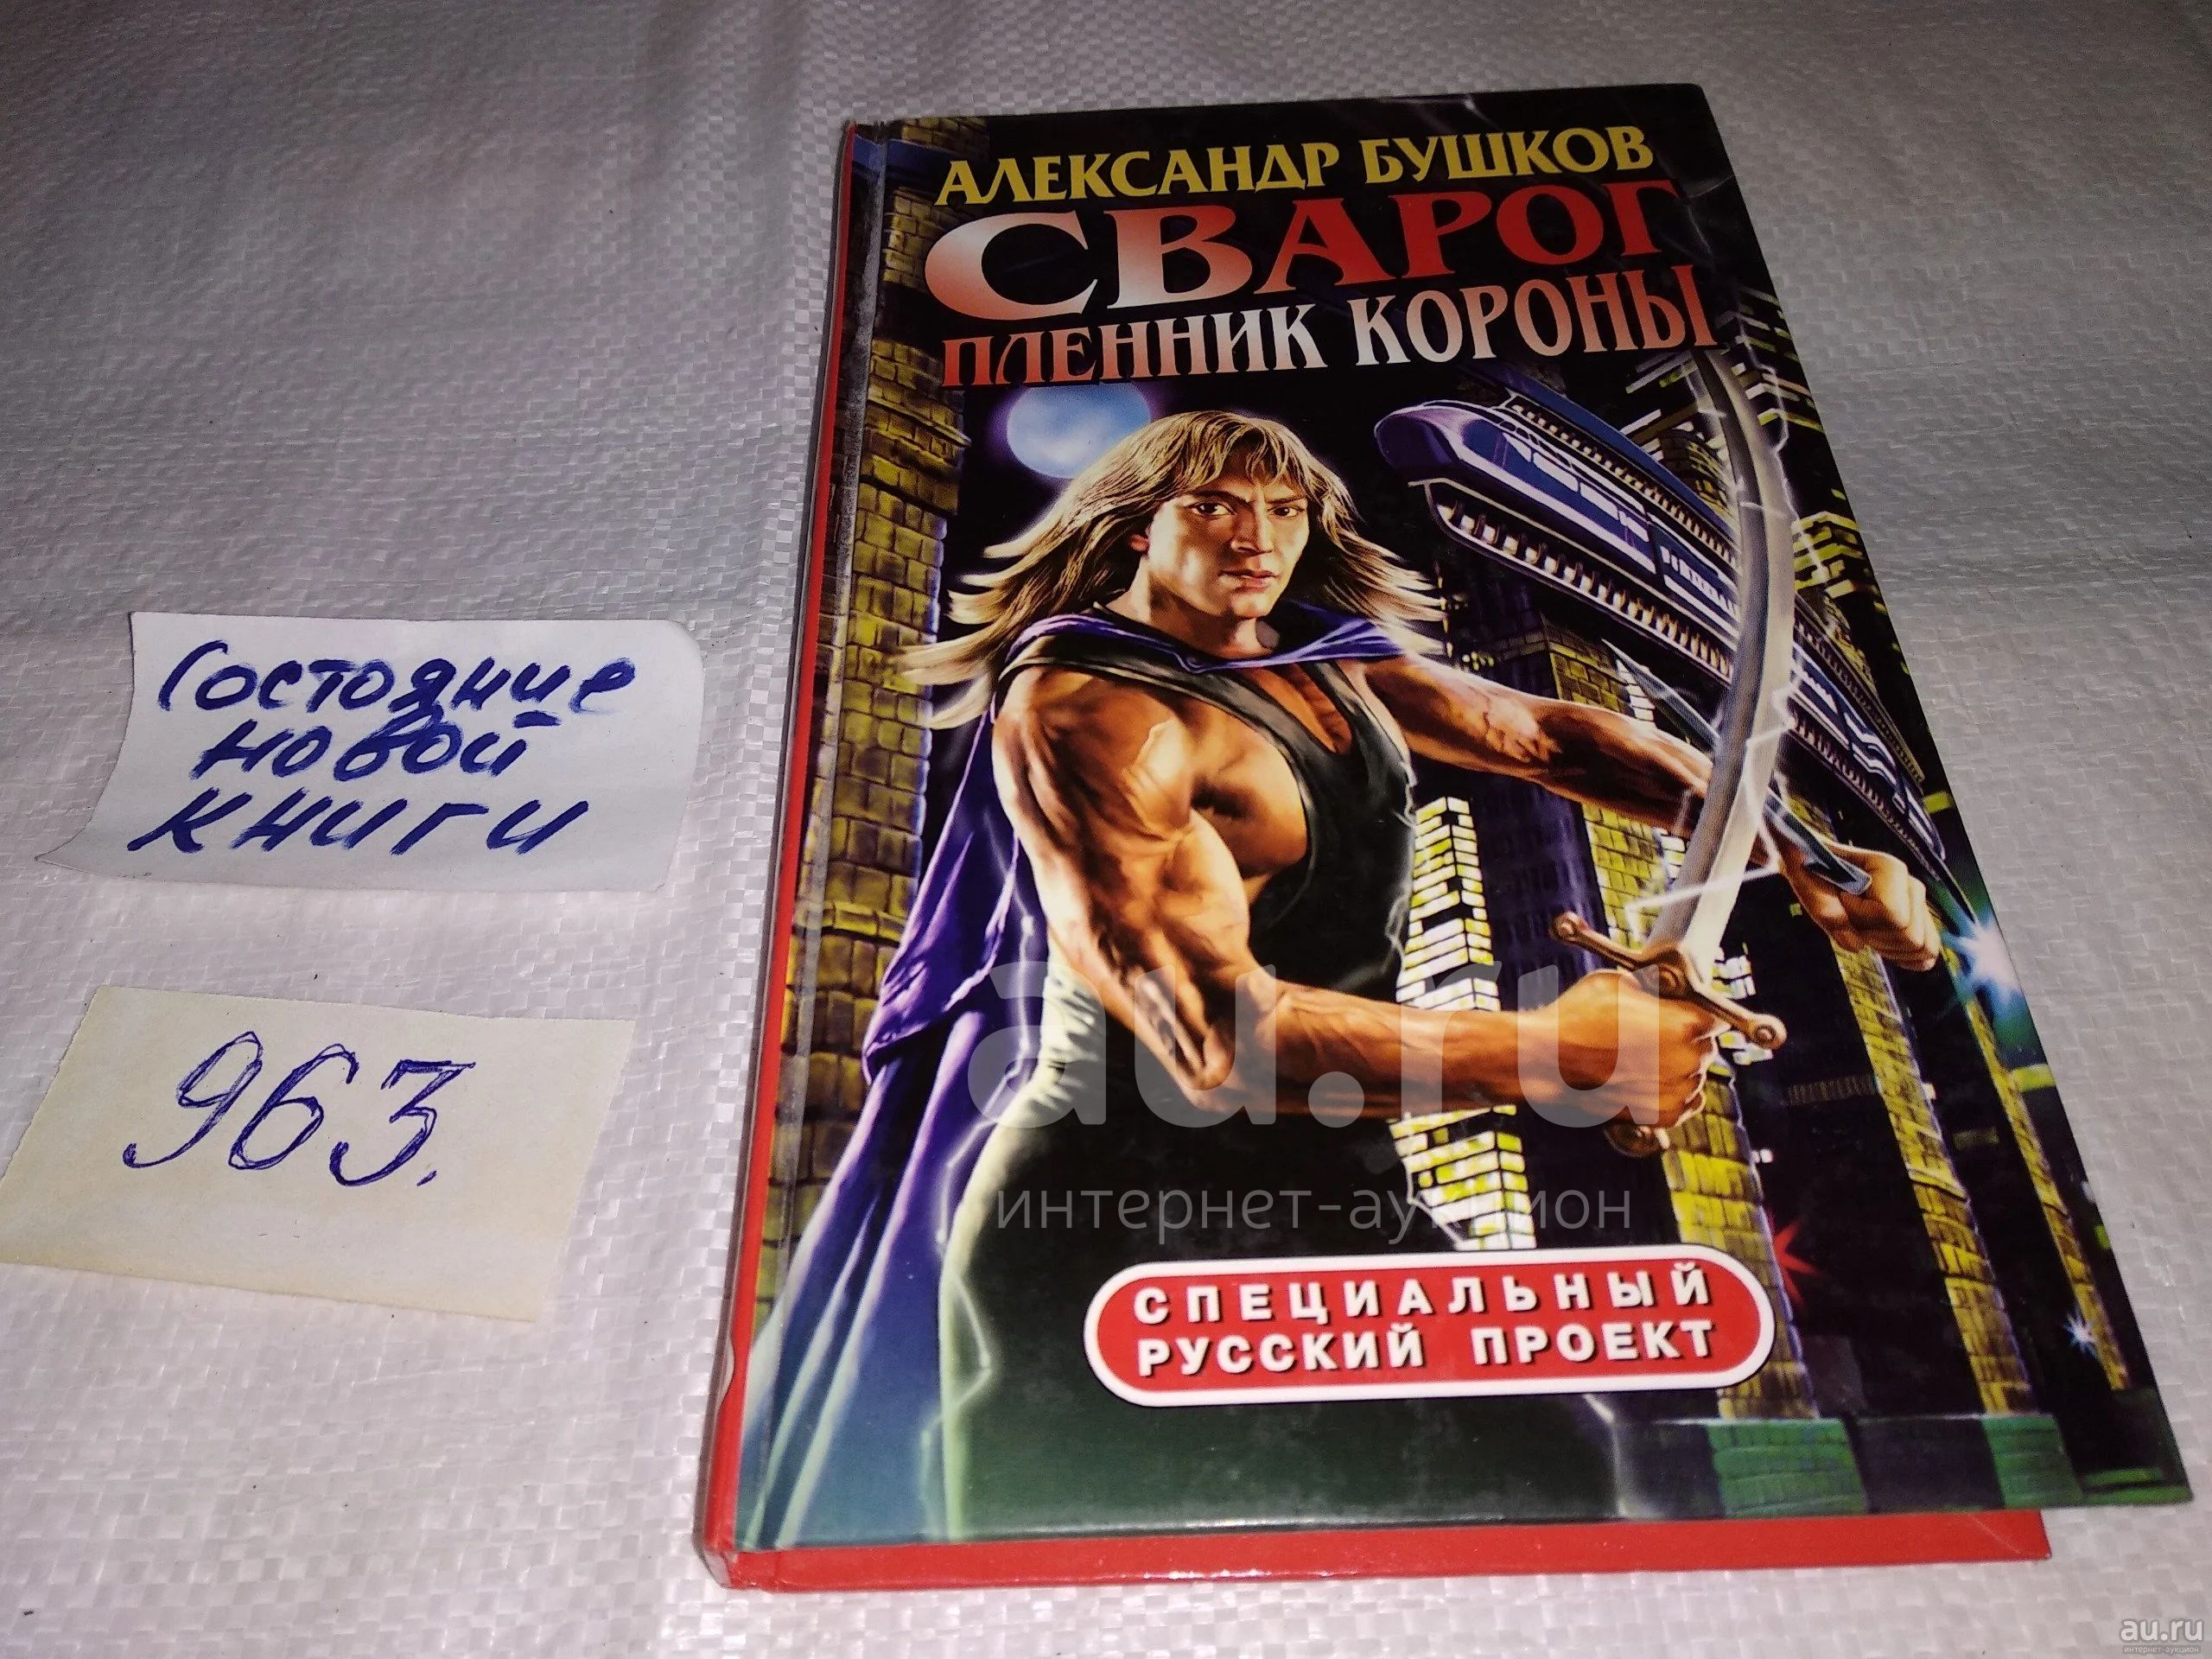 АЛЕКСАНДР БУШКОВ
СВАРОГ
ПЛЕННИК КОРОНЫ
Состояние
новой
книги
963.
au.ru
интернет-аукцион
СПЕЦИАЛЬНЫЙ
РУССКИЙ ПРОЕКТ
au.ru
интернет-аукцион